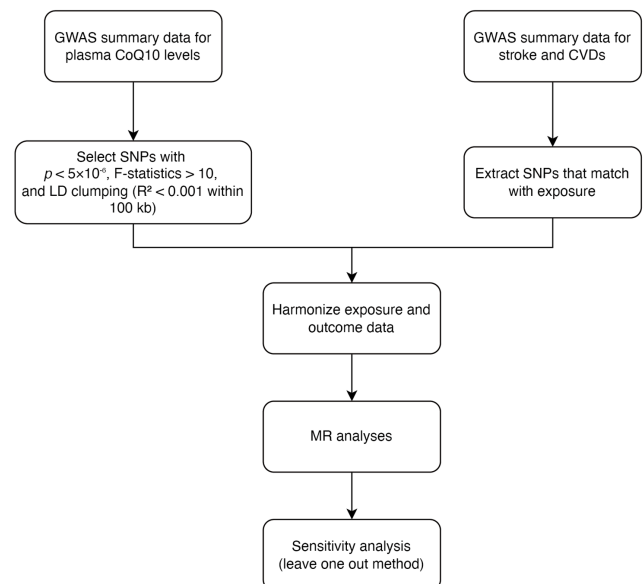 GWAS summary data for
plasma CoQ10 levels
GWAS summary data for
stroke and CVDs
Select SNPs with
p < 5×10⁻⁶, F-statistics > 10,
and LD clumping (R² < 0.001 within
100 kb)
Extract SNPs that match
with exposure
Harmonize exposure and
outcome data
MR analyses
Sensitivity analysis
(leave one out method)